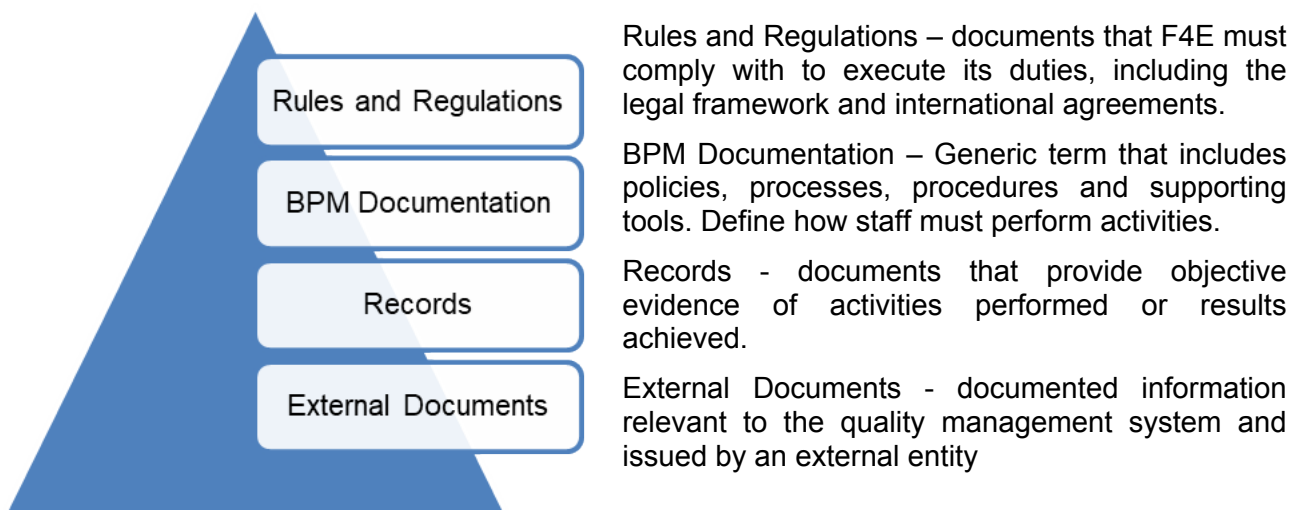 Rules and Regulations
BPM Documentation
Records
External Documents
Rules and Regulations – documents that F4E must
comply with to execute its duties, including the
legal framework and international agreements.
BPM Documentation – Generic term that includes
policies, processes, procedures and supporting
tools. Define how staff must perform activities.
Records - documents that provide objective
evidence of activities performed or results
achieved.
External Documents - documented information
relevant to the quality management system and
issued by an external entity